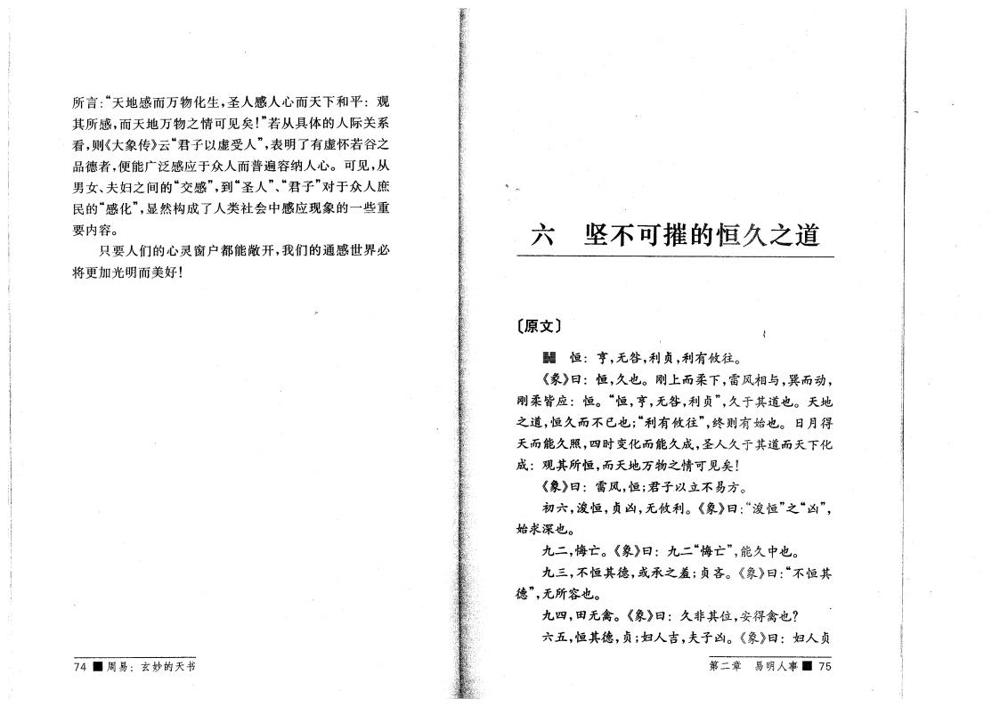 所言：“天地感而万物化生，圣人感人心而天下和平：观
其所感，而天地万物之情可见矣！”若从具体的人际关系
看，则《大象传》云“君子以虚受人”，表明了有虚怀若谷之
品德者，便能广泛感应于众人而普遍容纳人心。可见，从
男女、夫妇之间的“交感”，到“圣人”、“君子”对于众人庶
民的“感化”，显然构成了人类社会中感应现象的一些重
要内容。
只要人们的心灵窗户都能敞开，我们的通感世界必
将更加光明而美好！
74 ■周易：玄妙的天书
六 坚不可摧的恒久之道
〔原文〕
䷟ 恒：亨，无咎，利贞，利有攸往。
《彖》曰：恒，久也。刚上而柔下，雷风相与，巽而动，
刚柔皆应：恒。“恒，亨，无咎，利贞”，久于其道也。天地
之道，恒久而不已也；“利有攸往”，终则有始也。日月得
天而能久照，四时变化而能久成，圣人久于其道而天下化
成：观其所恒，而天地万物之情可见矣！
《象》曰：雷风，恒；君子以立不易方。
初六，浚恒，贞凶，无攸利。《象》曰：“浚恒”之“凶”，
始求深也。
九二，悔亡。《象》曰：九二“悔亡”，能久中也。
九三，不恒其德，或承之羞；贞吝。《象》曰：“不恒其
德”，无所容也。
九四，田无禽。《象》曰：久非其位，安得禽也？
六五，恒其德，贞；妇人吉，夫子凶。《象》曰：妇人贞
第二章 易明人事■ 75